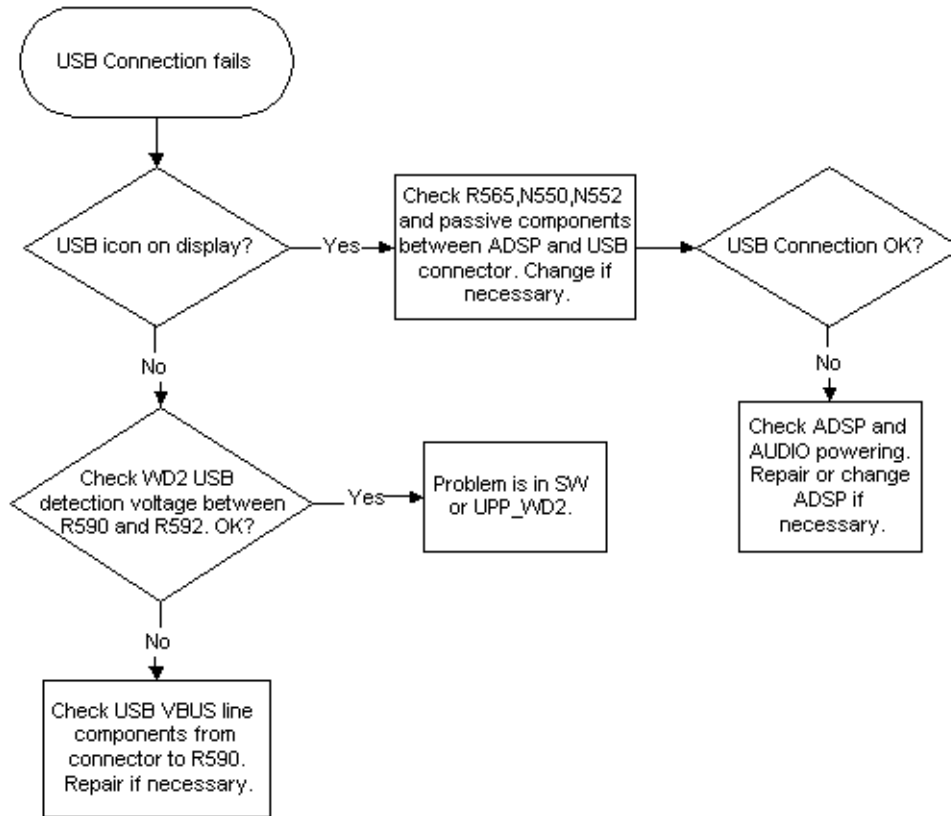 USB Connection fails
USB icon on display?
Yes
Check R565,N550,N552
and passive components
between ADSP and USB
connector. Change if
necessary.
USB Connection OK?
No
No
Check ADSP and
AUDIO powering.
Repair or change
ADSP if
necessary.
Check WD2 USB
detection voltage between
R590 and R592. OK?
Yes
Problem is in SW
or UPP_WD2.
No
Check USB VBUS line
components from
connector to R590.
Repair if necessary.